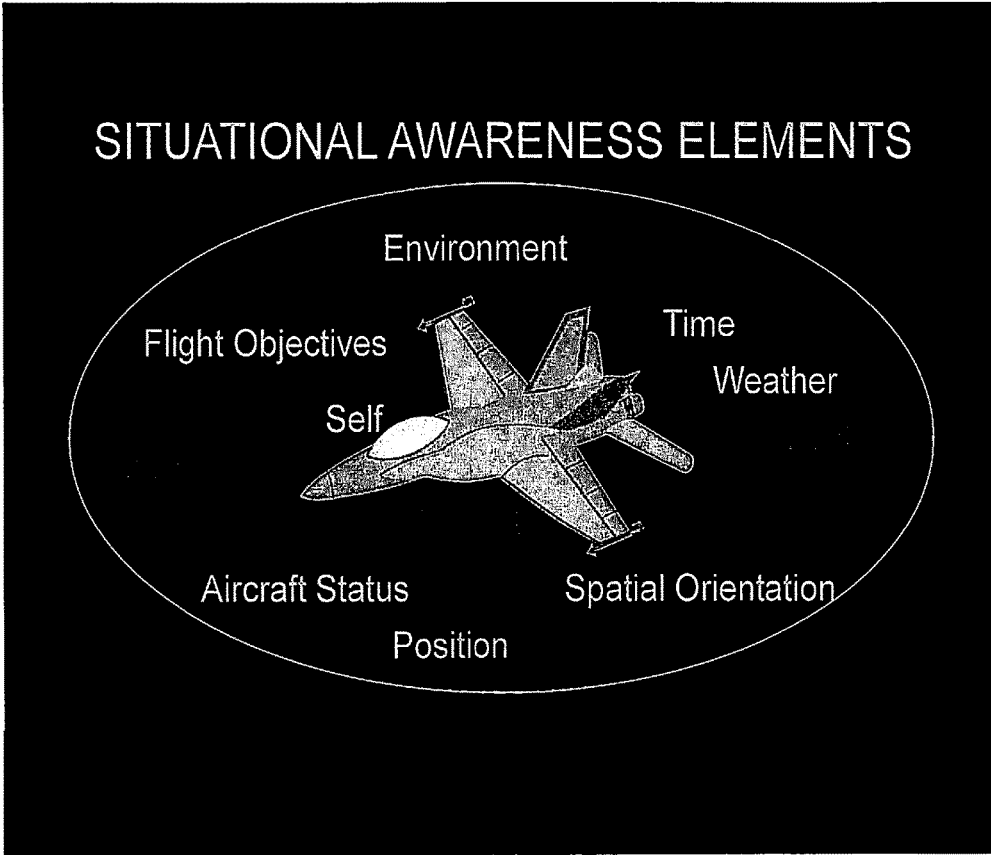 SITUATIONAL AWARENESS ELEMENTS
Environment
Time
Flight Objectives
Weather
Self
Aircraft Status
Spatial Orientation
Position